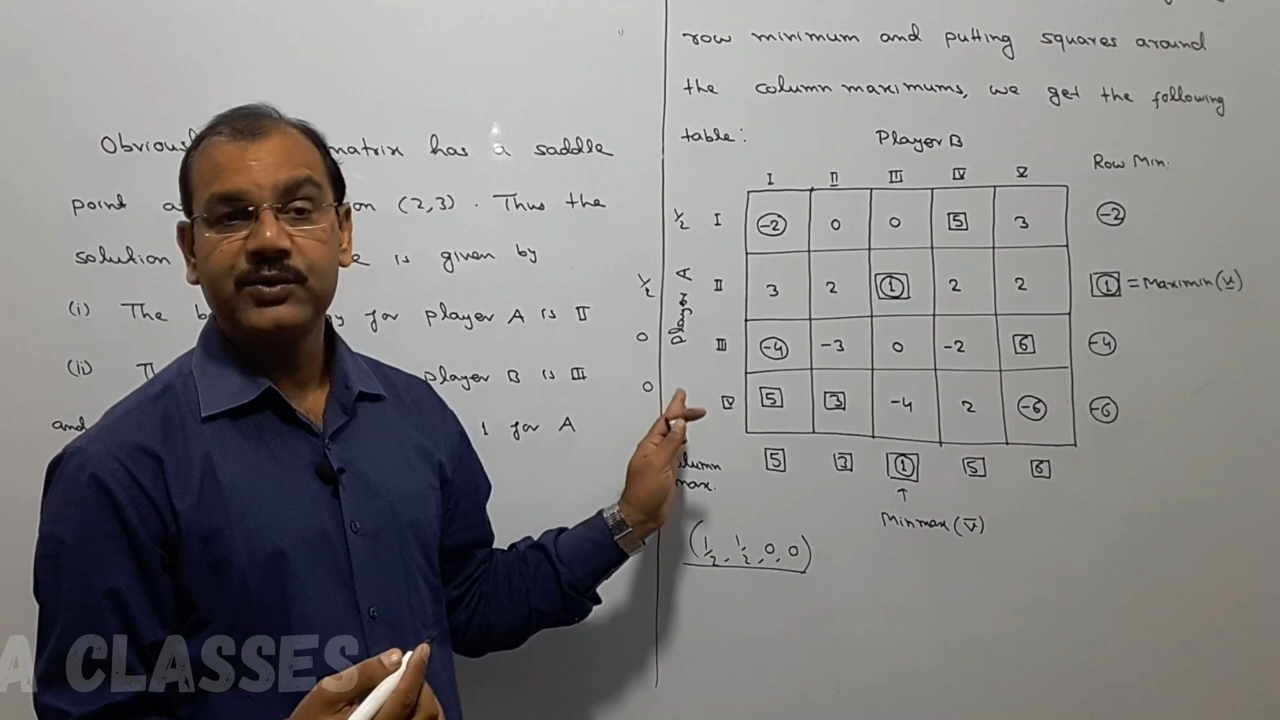 Obviously matrix has a saddle
point (2,3). Thus the
solution is given by
(i) The for player A is II
(ii) player B is III
and 1 for A
row minimum and putting squares around
the column maximums, we get the following
table:
Player B
Row Min:
I II III IV V
1/2 I -2 0 0 5 3 -2
1/2 II 3 2 1 2 2 1 = Maximin (v)
Player A
0 III -4 -3 0 -2 6 -4
0 IV 5 3 -4 2 -6 -6
max. 5 3 1 5 6
↑
Minmax (v̅)
(1/2, 1/2, 0, 0)
A CLASSES